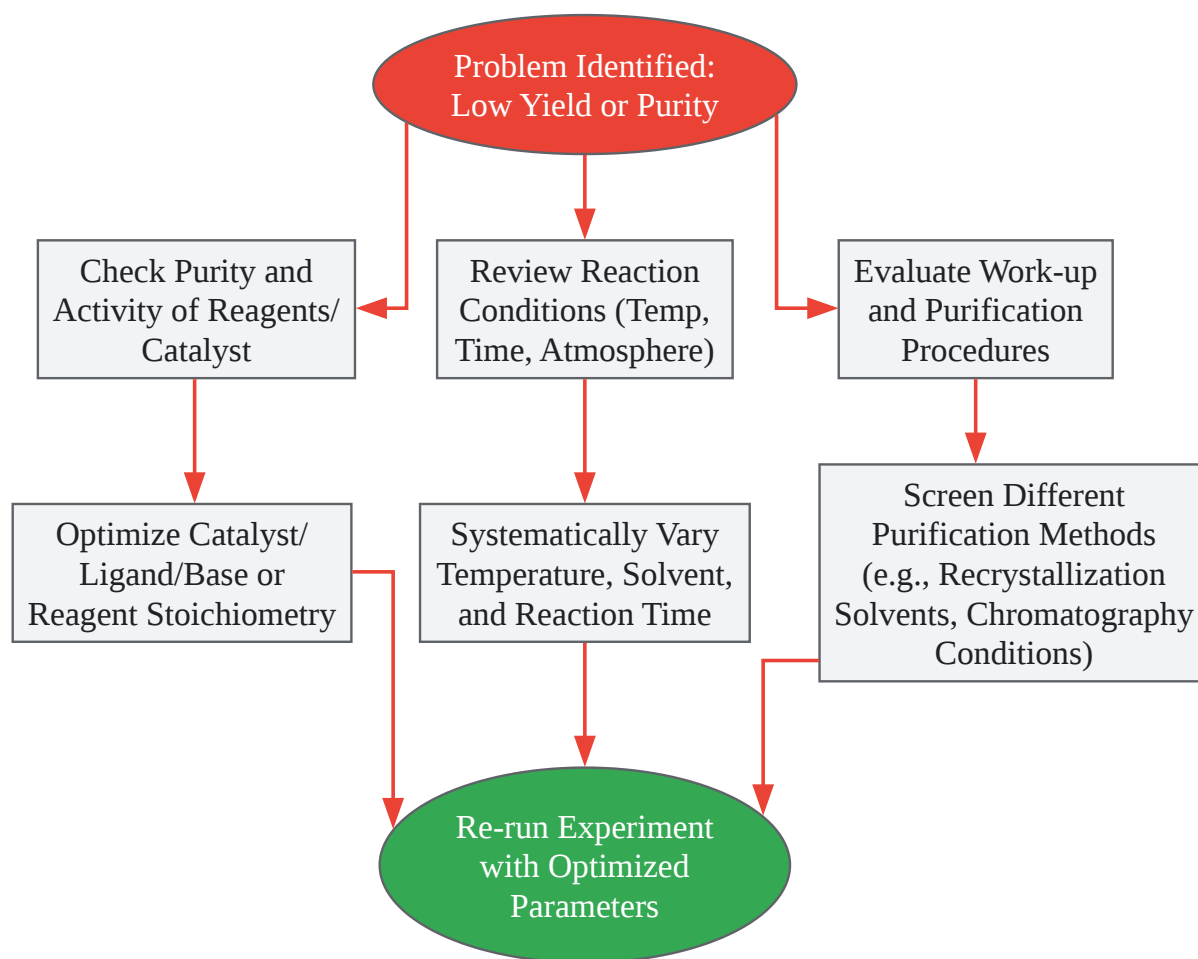 Problem Identified:
Low Yield or Purity
Check Purity and
Activity of Reagents/
Catalyst
Review Reaction
Conditions (Temp,
Time, Atmosphere)
Evaluate Work-up
and Purification
Procedures
Optimize Catalyst/
Ligand/Base or
Reagent Stoichiometry
Systematically Vary
Temperature, Solvent,
and Reaction Time
Screen Different
Purification Methods
(e.g., Recrystallization
Solvents, Chromatography
Conditions)
Re-run Experiment
with Optimized
Parameters